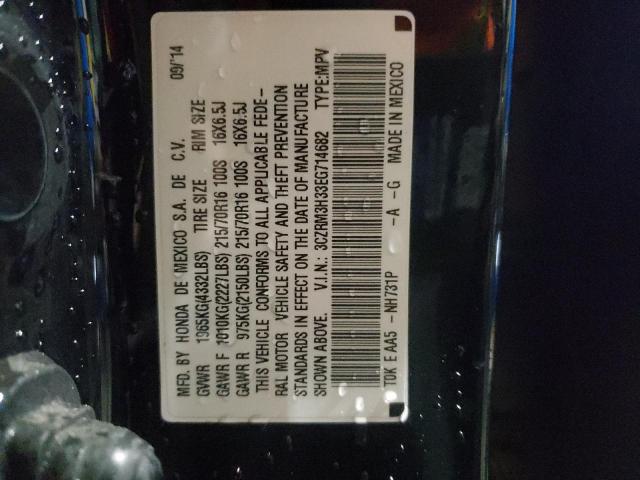 MFD. BY HONDA DE MEXICO S.A. DE C.V. 09/'14
GVWR 1965KG(4332LBS) TIRE SIZE RIM SIZE
GAWR F 1010KG(2227LBS) 215/70R16 100S 16X6.5J
GAWR R 975KG(2150LBS) 215/70R16 100S 16X6.5J
THIS VEHICLE CONFORMS TO ALL APPLICABLE FEDE-
RAL MOTOR VEHICLE SAFETY AND THEFT PREVENTION
STANDARDS IN EFFECT ON THE DATE OF MANUFACTURE
SHOWN ABOVE. V.I.N.: 3CZRM3H33EG714682 TYPE:MPV
T0K E AA5 -NH731P -A -G MADE IN MEXICO